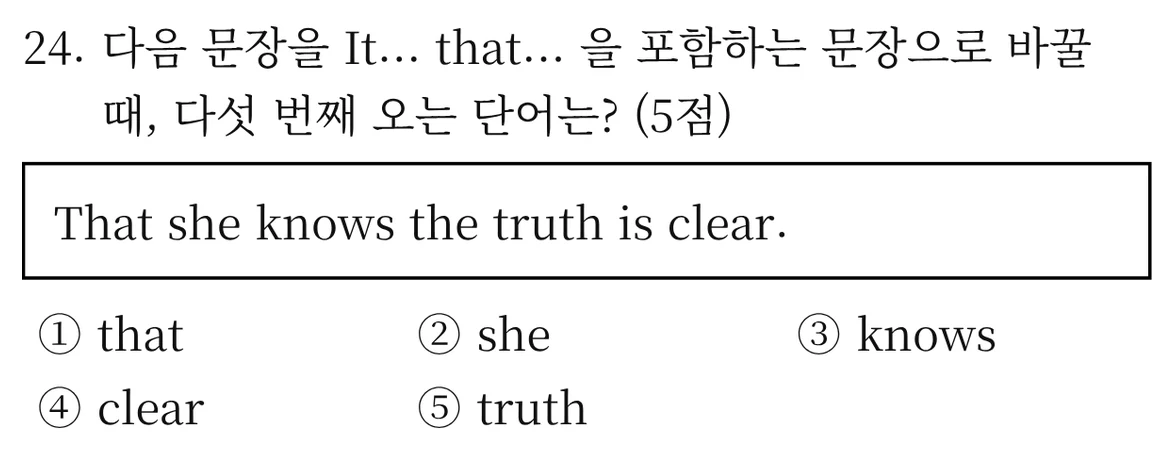 24. 다음 문장을 It... that... 을 포함하는 문장으로 바꿀
때, 다섯 번째 오는 단어는? (5점)
That she knows the truth is clear.
① that ② she ③ knows
④ clear ⑤ truth